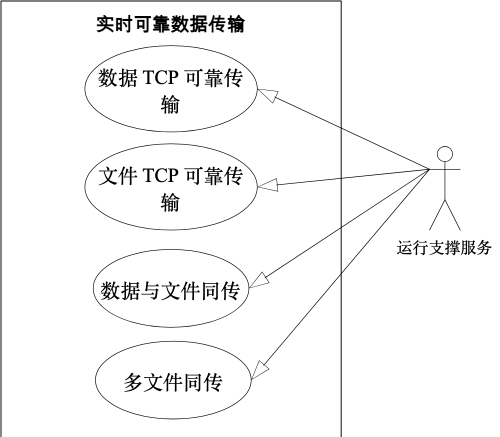 实时可靠数据传输
数据 TCP 可靠传
输
文件 TCP 可靠传
输
运行支撑服务
数据与文件同传
多文件同传